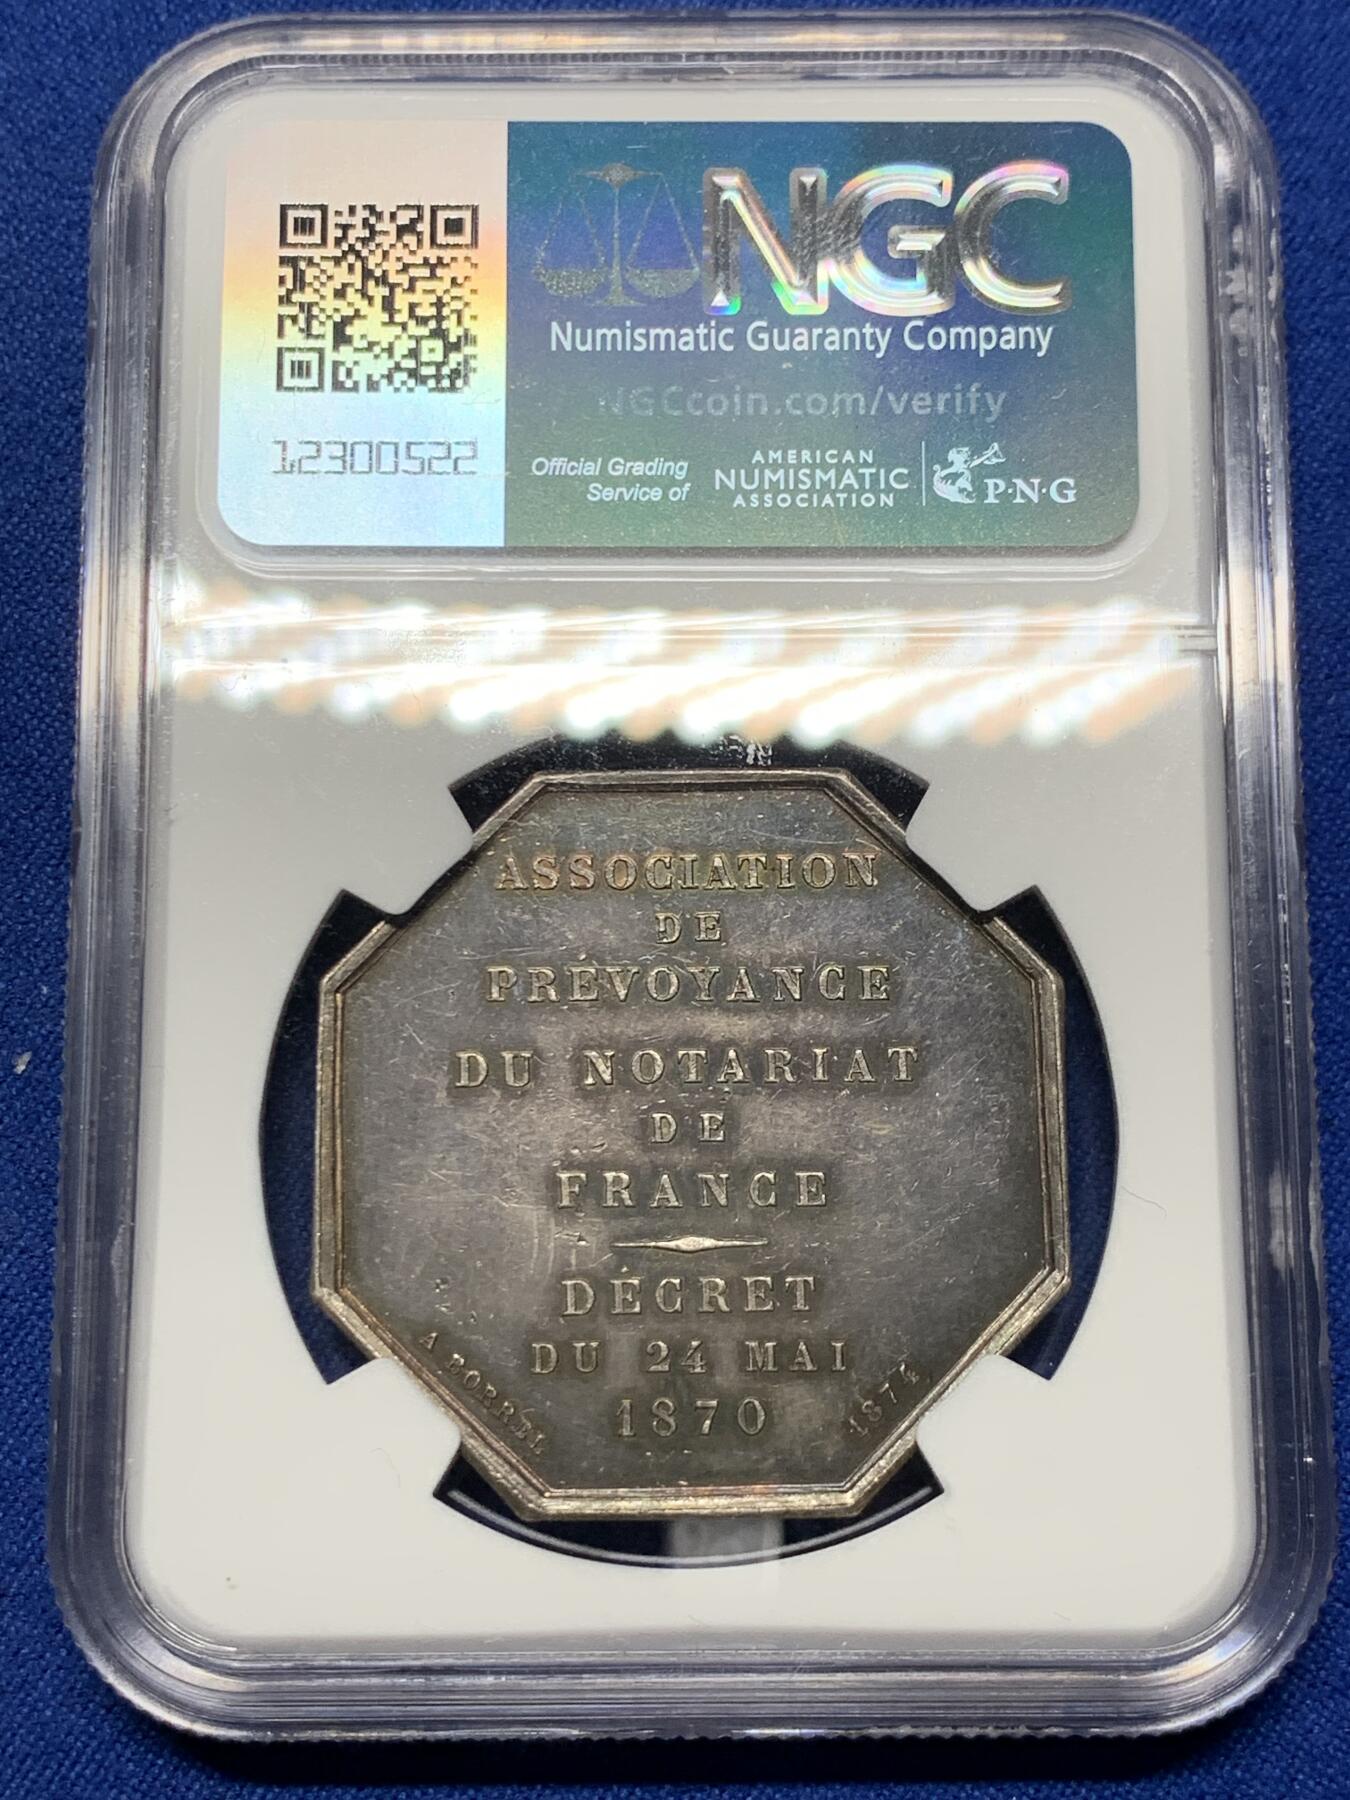 NGC
Numismatic Guaranty Company
NGCcoin.com/verify
12300522
Official Grading
Service of
AMERICAN
NUMISMATIC
ASSOCIATION
P·N·G
ASSOCIATION
DE
PRÉVOYANCE
DU NOTARIAT
DE
FRANCE
DÉCRET
DU 24 MAI
1870
A BORREL
1874